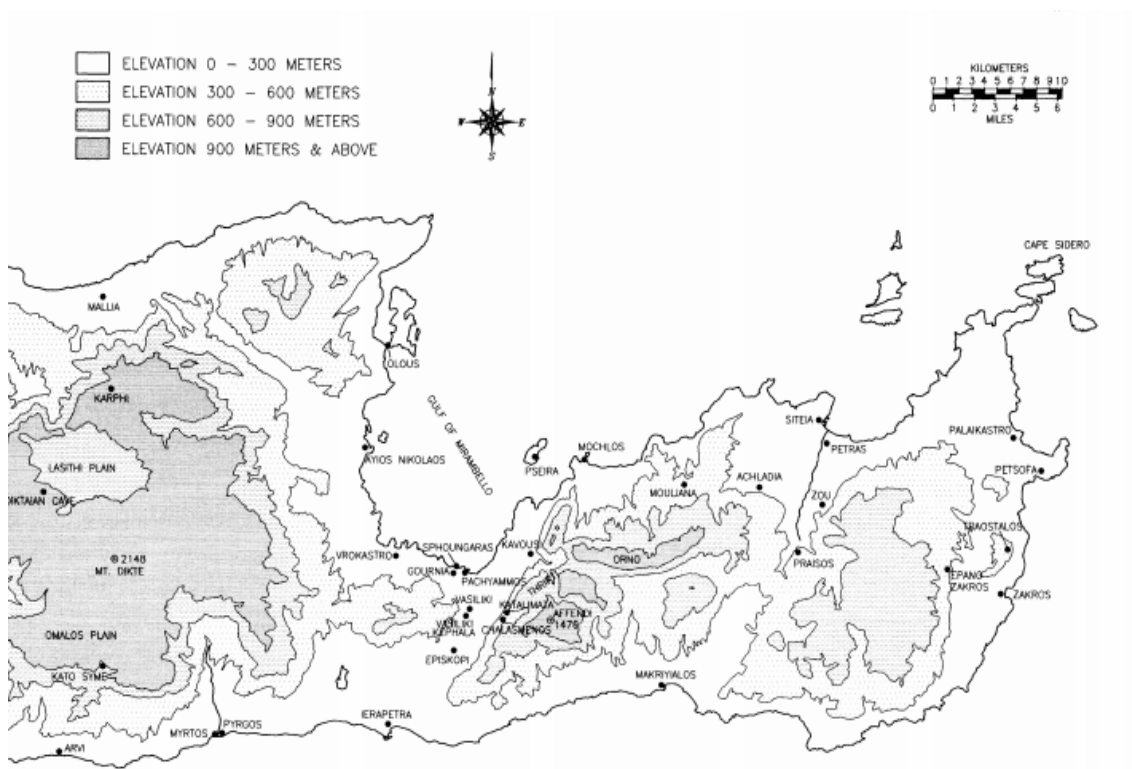 ELEVATION 0 - 300 METERS
ELEVATION 300 - 600 METERS
ELEVATION 600 - 900 METERS
ELEVATION 900 METERS & ABOVE
N
W
E
S
KILOMETERS
0 1 2 3 4 5 6 7 8 9 10
0 1 2 3 4 5 6
MILES
CAPE SIDERO
MALLIA
OLOUS
KARPHI
GULF OF MIRAMBELLO
SITEIA
PALAIKASTRO
PETRAS
LASITHI PLAIN
AYIOS NIKOLAOS
PSEIRA
MOCHLOS
PETSOFA
DIKTAIAN CAVE
MOULIANA
ACHLADIA
ZOU
TRAOSTALOS
2148
MT. DIKTE
VROKASTRO
SPHOUNGARAS
KAVOUSI
ORNO
PRAISOS
GOURNIA
PACHYAMMOS
EPANO
ZAKROS
ZAKROS
VASILIKI
KATALIMATA
AFFENDI
1476
VASILIKI
KEPHALA
CHALASMENOS
OMALOS PLAIN
EPISKOPI
KATO SYME
MAKRIYIALOS
IERAPETRA
MYRTOS
PYRGOS
ARVI